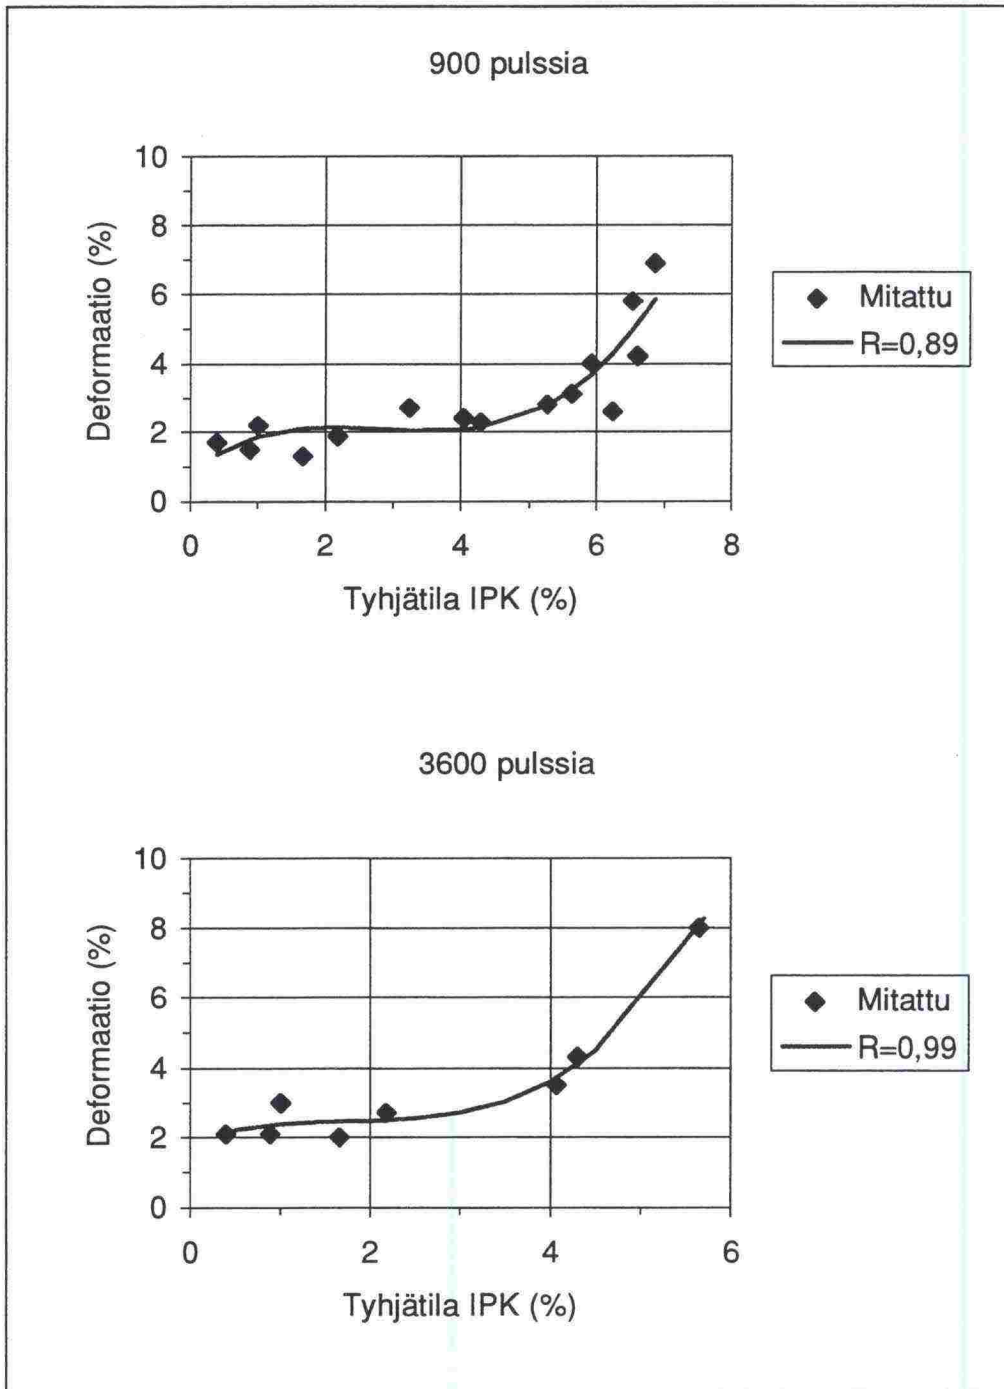 900 pulssia
10
8
6
4
2
0
Deformaatio (%)
0 2 4 6 8
Tyhjätila IPK (%)
Mitattu
R=0,89
3600 pulssia
10
8
6
4
2
0
Deformaatio (%)
0 2 4 6
Tyhjätila IPK (%)
Mitattu
R=0,99